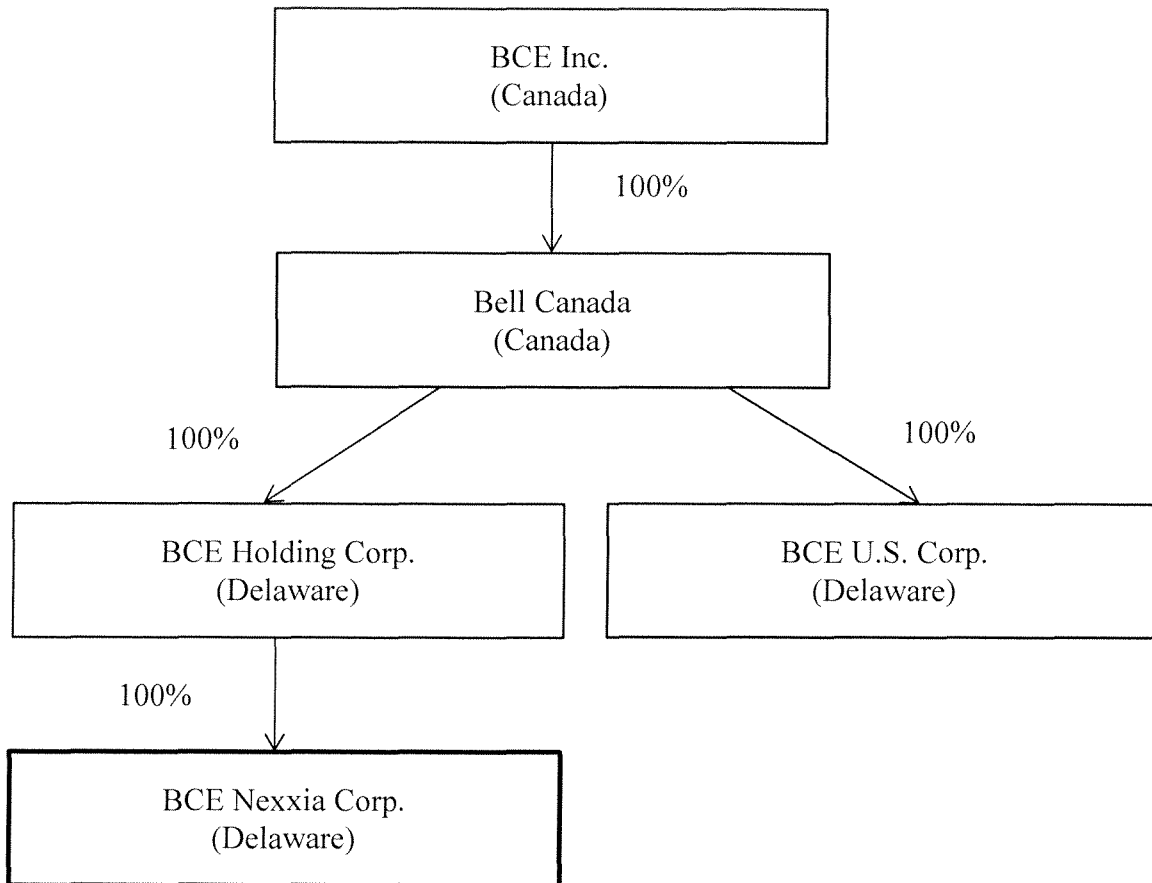 BCE Inc.
(Canada)
100%
Bell Canada
(Canada)
100%
100%
BCE Holding Corp.
(Delaware)
BCE U.S. Corp.
(Delaware)
100%
BCE Nexxia Corp.
(Delaware)